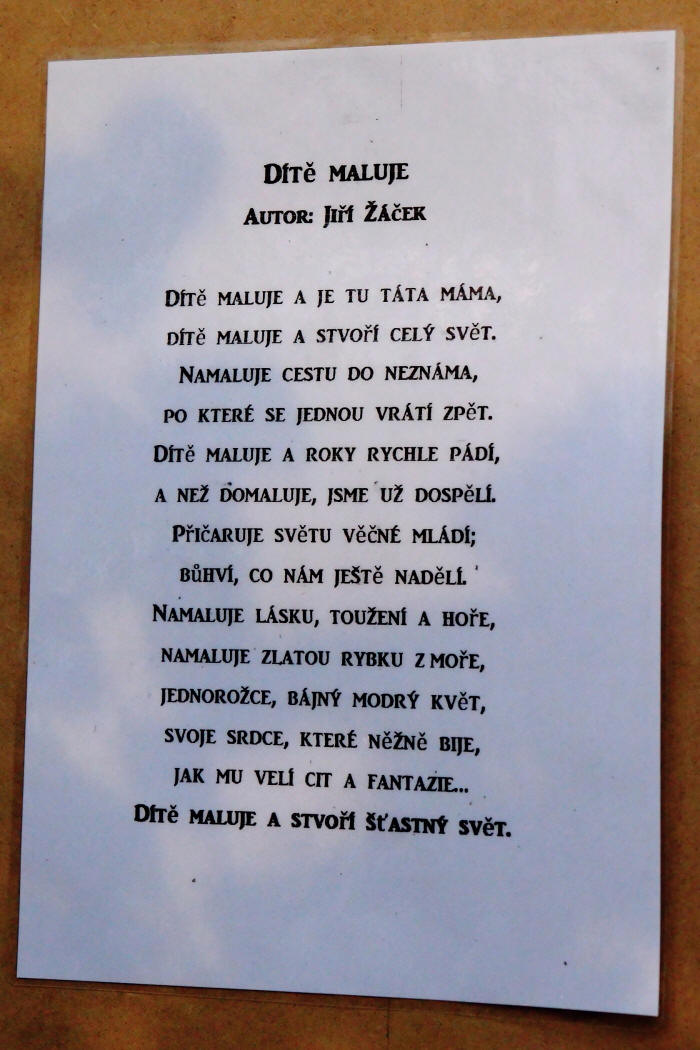 Dítě maluje
Autor: Jiří Žáček
Dítě maluje a je tu táta máma,
dítě maluje a stvoří celý svět.
Namaluje cestu do neznáma,
po které se jednou vrátí zpět.
Dítě maluje a roky rychle pádí,
a než domaluje, jsme už dospělí.
Přičaruje světu věčné mládí;
bůhví, co nám ještě nadělí.
Namaluje lásku, toužení a hoře,
namaluje zlatou rybku z moře,
jednorožce, bájný modrý květ,
svoje srdce, které něžně bije,
jak mu velí cit a fantazie...
Dítě maluje a stvoří šťastný svět.